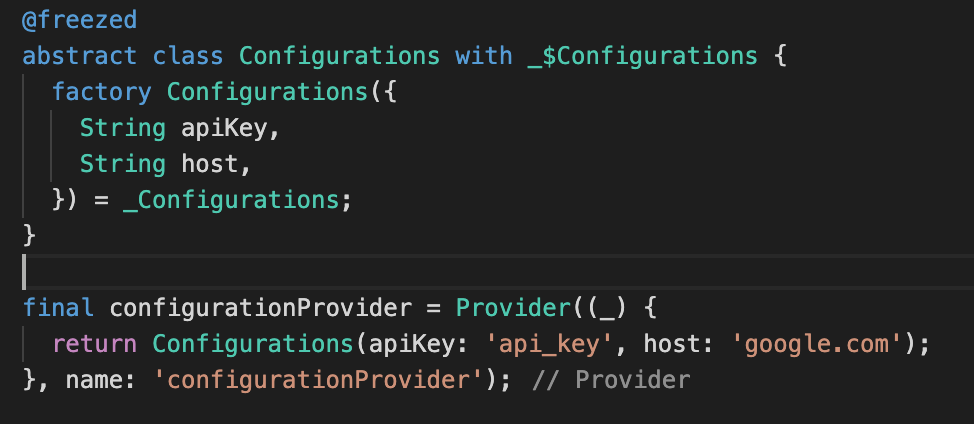 @freezed
abstract class Configurations with _$Configurations {
  factory Configurations({
    String apiKey,
    String host,
  }) = _Configurations;
}

final configurationProvider = Provider((_) {
  return Configurations(apiKey: 'api_key', host: 'google.com');
}, name: 'configurationProvider'); // Provider